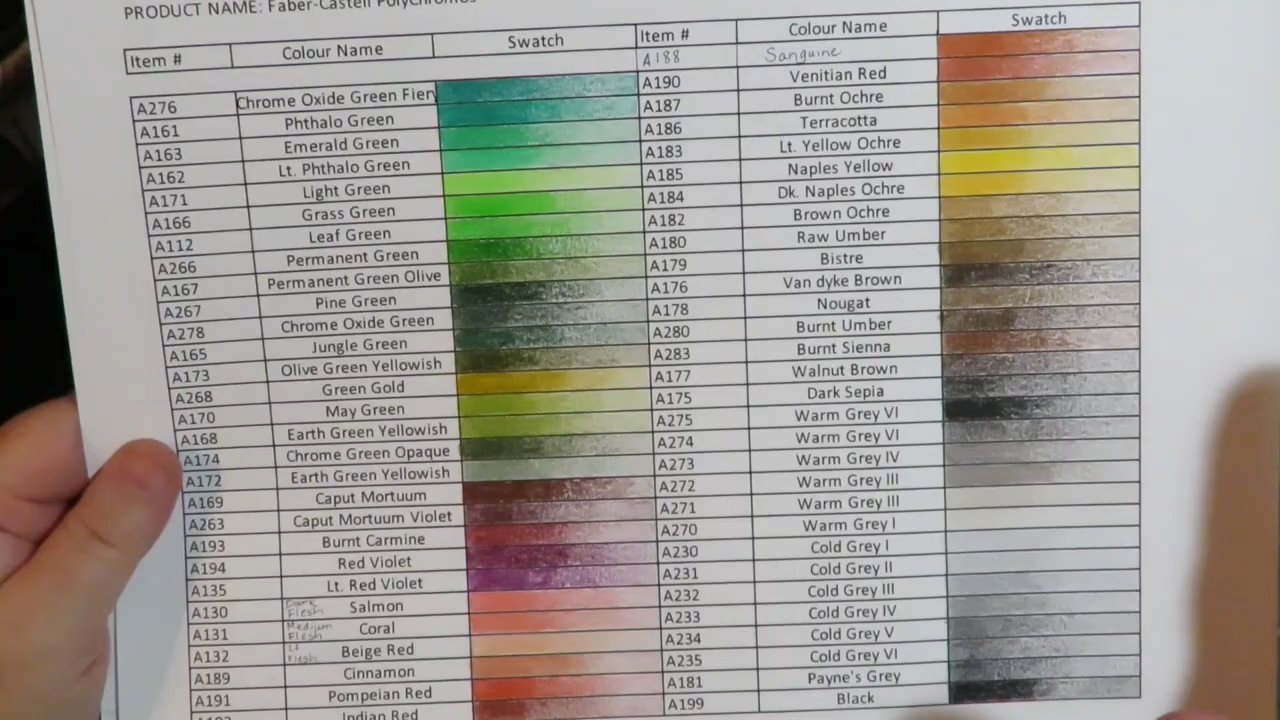 PRODUCT NAME: Faber-Castell Polychromos
Item # Colour Name Swatch
A276 Chrome Oxide Green Fiery
A161 Phthalo Green
A163 Emerald Green
A162 Lt. Phthalo Green
A171 Light Green
A166 Grass Green
A112 Leaf Green
A266 Permanent Green
A167 Permanent Green Olive
A267 Pine Green
A278 Chrome Oxide Green
A165 Jungle Green
A173 Olive Green Yellowish
A268 Green Gold
A170 May Green
A168 Earth Green Yellowish
A174 Chrome Green Opaque
A172 Earth Green Yellowish
A169 Caput Mortuum
A263 Caput Mortuum Violet
A193 Burnt Carmine
A194 Red Violet
A135 Lt. Red Violet
A130 Dark Flesh Salmon
A131 Medium Flesh Coral
A132 Lt Flesh Beige Red
A189 Cinnamon
A191 Pompeian Red
Indian Red
Item # Colour Name Swatch
A188 Sanguine
A190 Venitian Red
A187 Burnt Ochre
A186 Terracotta
A183 Lt. Yellow Ochre
A185 Naples Yellow
A184 Dk. Naples Ochre
A182 Brown Ochre
A180 Raw Umber
A179 Bistre
A176 Van dyke Brown
A178 Nougat
A280 Burnt Umber
A283 Burnt Sienna
A177 Walnut Brown
A175 Dark Sepia
A275 Warm Grey VI
A274 Warm Grey VI
A273 Warm Grey IV
A272 Warm Grey III
A271 Warm Grey III
A270 Warm Grey I
A230 Cold Grey I
A231 Cold Grey II
A232 Cold Grey III
A233 Cold Grey IV
A234 Cold Grey V
A235 Cold Grey VI
A181 Payne's Grey
A199 Black